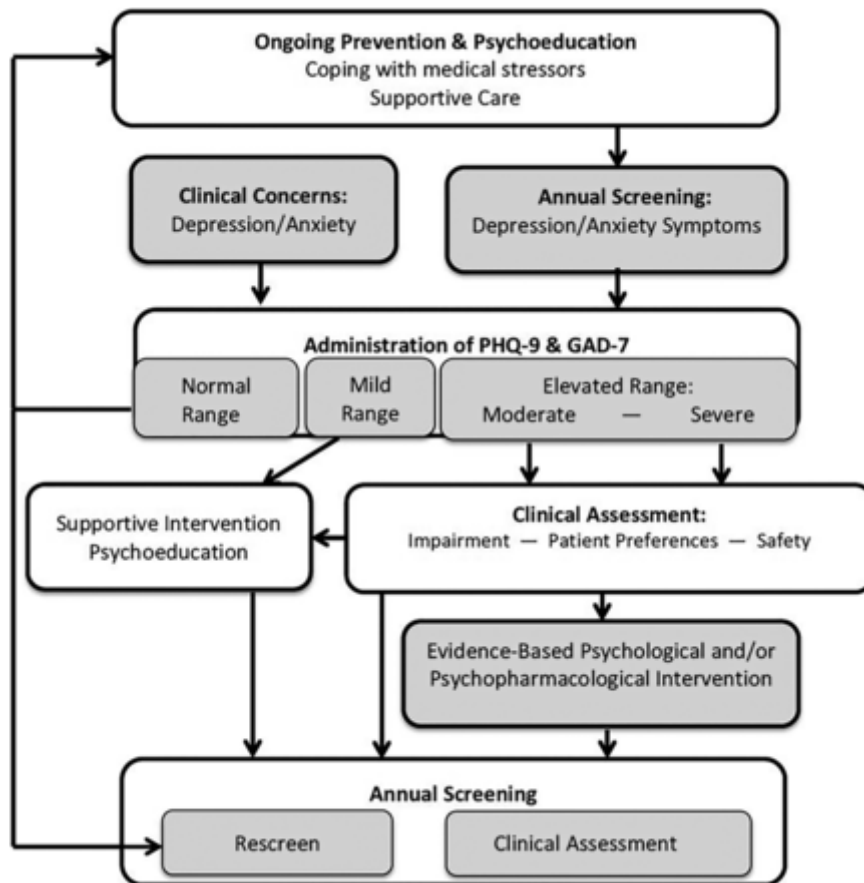 Ongoing Prevention & Psychoeducation
Coping with medical stressors
Supportive Care
Clinical Concerns:
Depression/Anxiety
Annual Screening:
Depression/Anxiety Symptoms
Administration of PHQ-9 & GAD-7
Normal
Range
Mild
Range
Elevated Range:
Moderate — Severe
Supportive Intervention
Psychoeducation
Clinical Assessment:
Impairment — Patient Preferences — Safety
Evidence-Based Psychological and/or
Psychopharmacological Intervention
Annual Screening
Rescreen
Clinical Assessment